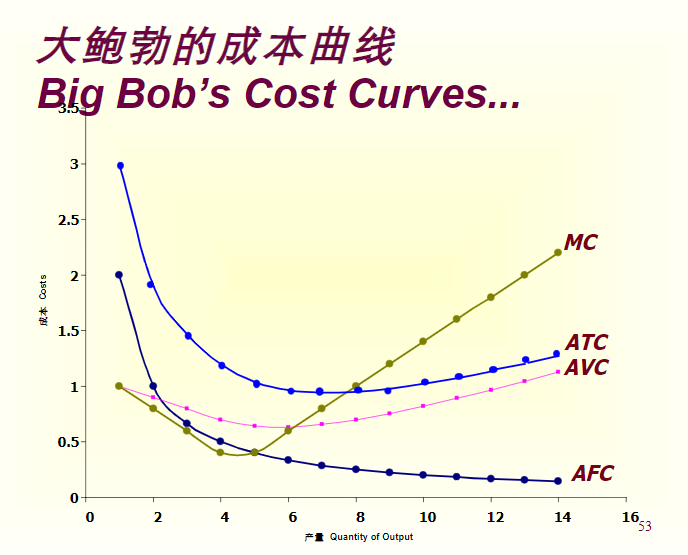 大鲍勃的成本曲线
Big Bob's Cost Curves...
3.5
3
2.5
2
1.5
1
0.5
0
成本 Costs
MC
ATC
AVC
AFC
0 2 4 6 8 10 12 14 16
产量 Quantity of Output
53